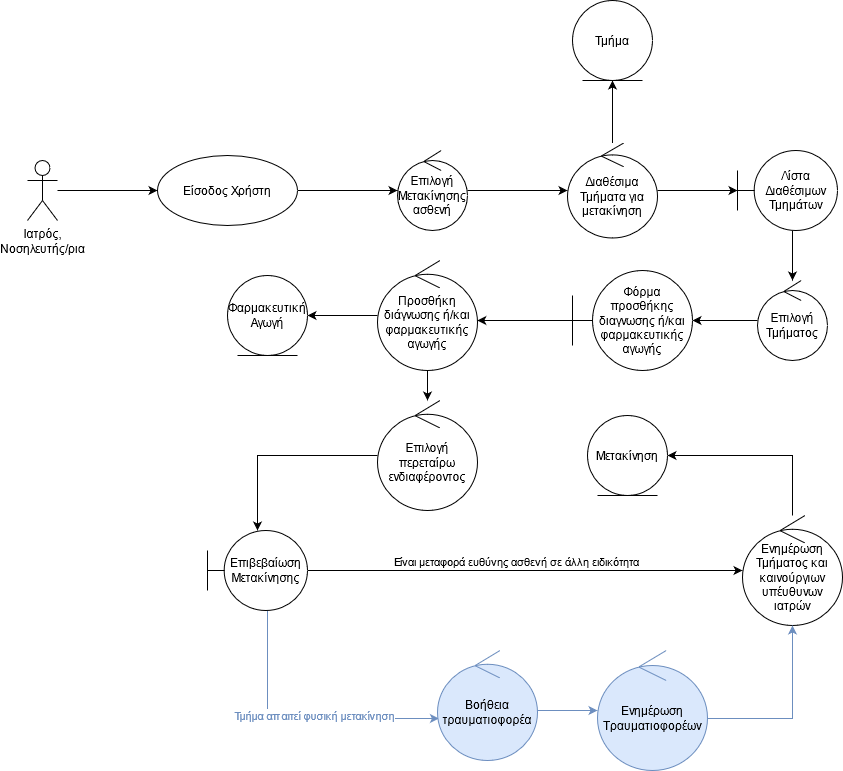 Τμήμα
Ιατρός,
Νοσηλευτής/ρια
Είσοδος Χρήστη
Επιλογή
Μετακίνησης
ασθενή
Διαθέσιμα
Τμήματα για
μετακίνηση
Λίστα
Διαθέσιμων
Τμημάτων
Φαρμακευτική
Αγωγή
Προσθήκη
διάγνωσης ή/και
φαρμακευτικής
αγωγής
Φόρμα
προσθήκης
διαγνωσης ή/και
φαρμακευτικής
αγωγής
Επιλογή
Τμήματος
Επιλογή
περεταίρω
ενδιαφέροντος
Μετακίνηση
Επιβεβαίωση
Μετακίνησης
Είναι μεταφορά ευθύνης ασθενή σε άλλη ειδικότητα
Ενημέρωση
Τμήματος και
καινούργιων
υπέυθυνων
ιατρών
Τμήμα απαιτεί φυσική μετακίνηση
Βοήθεια
τραυματιοφορέα
Ενημέρωση
Τραυματιοφορέων